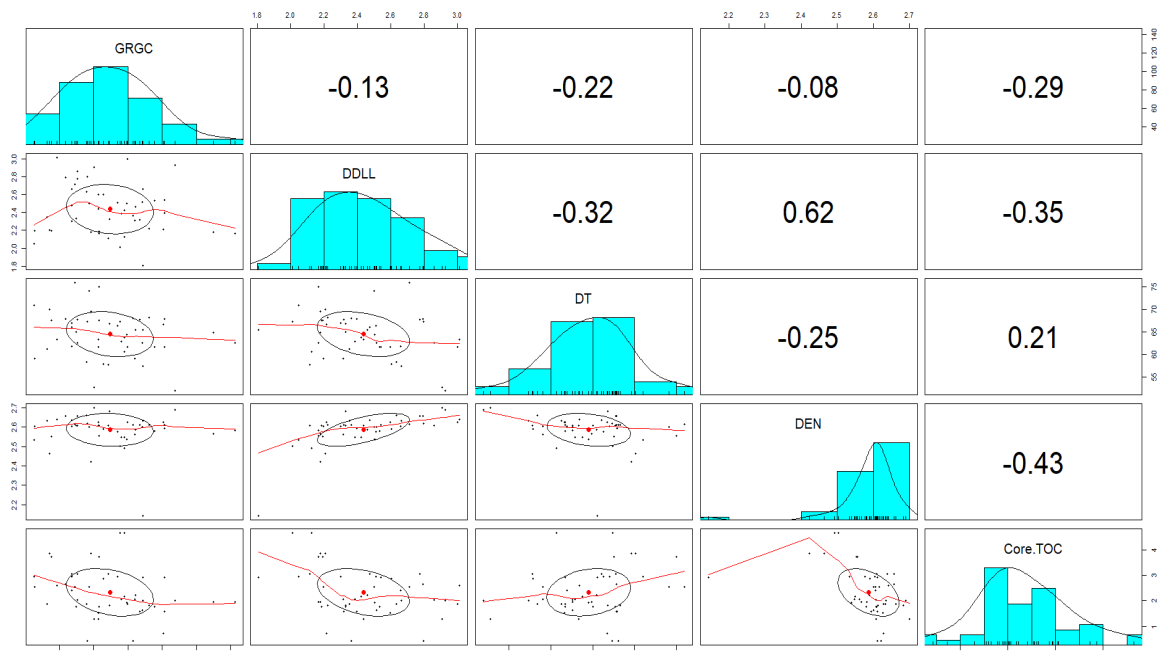 1.8 2.0 2.2 2.4 2.6 2.8 3.0 2.2 2.3 2.4 2.5 2.6 2.7
GRGC -0.13 -0.22 -0.08 -0.29
40 60 80 100 120 140
1.8 2.0 2.2 2.4 2.6 3.0
DDLL -0.32 0.62 -0.35
DT -0.25 0.21
55 60 65 70 75
2.2 2.3 2.4 2.5 2.6 2.7
DEN -0.43
Core.TOC
1 2 3 4